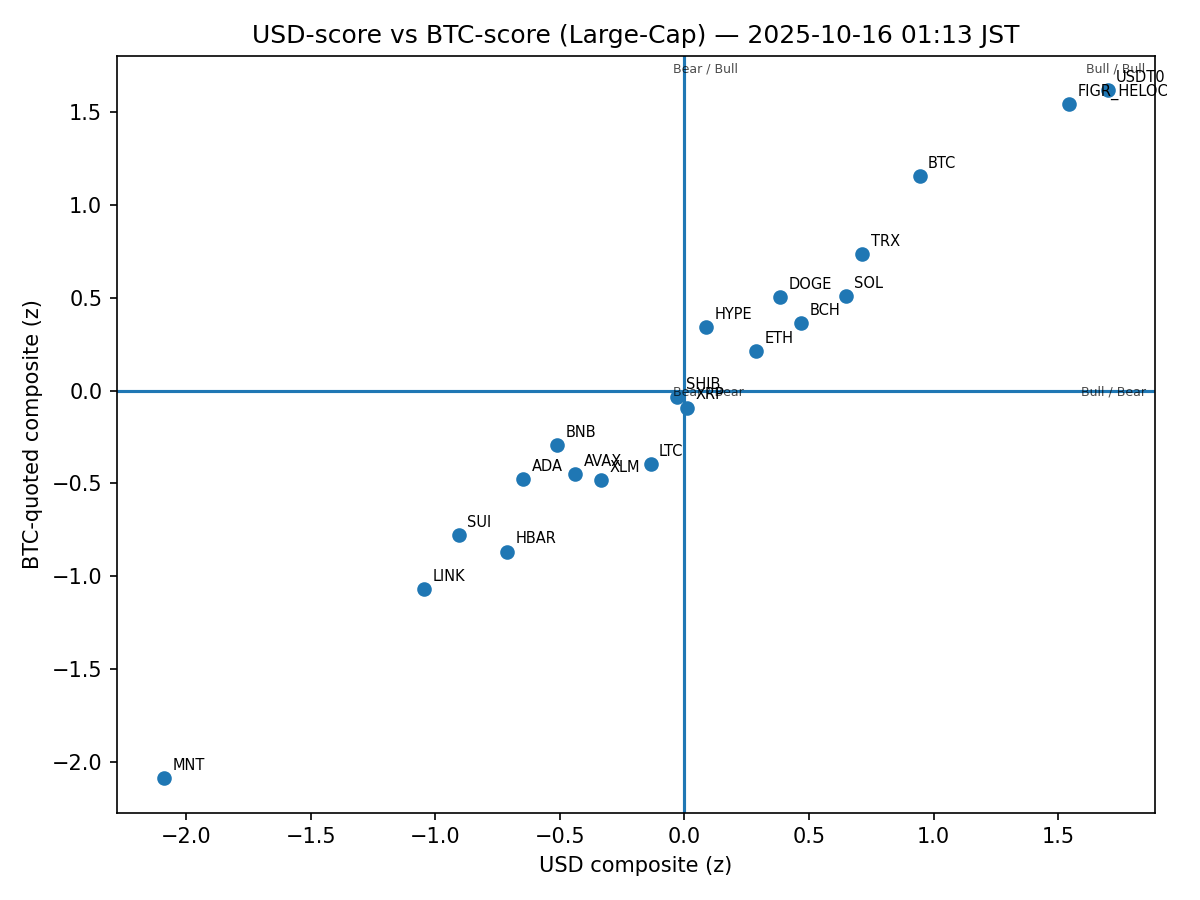 USD-score vs BTC-score (Large-Cap) — 2025-10-16 01:13 JST
Bear / Bull
Bull / Bull
USDT0
FIGR_HELOC
BTC
TRX
DOGE
SOL
BCH
HYPE
ETH
SHIB
XRP
Bear / Bear
Bull / Bear
BNB
LTC
AVAX
XLM
ADA
SUI
HBAR
LINK
MNT
1.5
1.0
0.5
0.0
−0.5
−1.0
−1.5
−2.0
BTC-quoted composite (z)
−2.0
−1.5
−1.0
−0.5
0.0
0.5
1.0
1.5
USD composite (z)